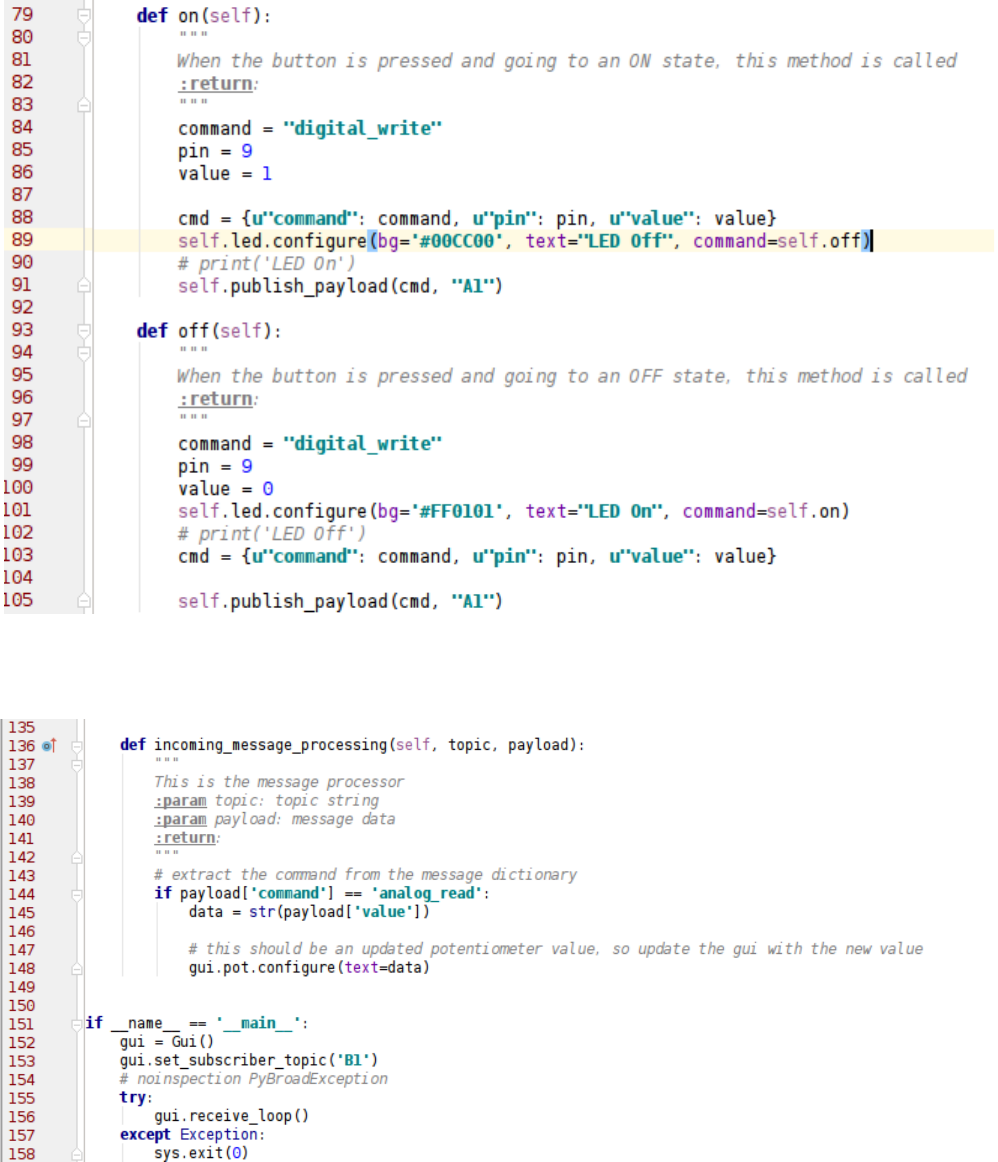 79 def on(self):
80 """
81 When the button is pressed and going to an ON state, this method is called
82 :return:
83 """
84 command = "digital_write"
85 pin = 9
86 value = 1
87
88 cmd = {u"command": command, u"pin": pin, u"value": value}
89 self.led.configure(bg='#00CC00', text="LED Off", command=self.off)
90 # print('LED On')
91 self.publish_payload(cmd, "A1")
92
93 def off(self):
94 """
95 When the button is pressed and going to an OFF state, this method is called
96 :return:
97 """
98 command = "digital_write"
99 pin = 9
100 value = 0
101 self.led.configure(bg='#FF0101', text="LED On", command=self.on)
102 # print('LED Off')
103 cmd = {u"command": command, u"pin": pin, u"value": value}
104
105 self.publish_payload(cmd, "A1")
135
136 def incoming_message_processing(self, topic, payload):
137 """
138 This is the message processor
139 :param topic: topic string
140 :param payload: message data
141 :return:
142 """
143 # extract the command from the message dictionary
144 if payload['command'] == 'analog_read':
145 data = str(payload['value'])
146
147 # this should be an updated potentiometer value, so update the gui with the new value
148 gui.pot.configure(text=data)
149
150
151 if __name__ == '__main__':
152 gui = Gui()
153 gui.set_subscriber_topic('B1')
154 # noinspection PyBroadException
155 try:
156 gui.receive_loop()
157 except Exception:
158 sys.exit(0)